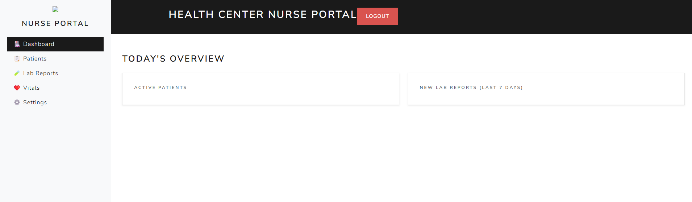 NURSE PORTAL
Dashboard
Patients
Lab Reports
Vitals
Settings
HEALTH CENTER NURSE PORTAL
LOGOUT
TODAY'S OVERVIEW
ACTIVE PATIENTS
NEW LAB REPORTS (LAST 7 DAYS)